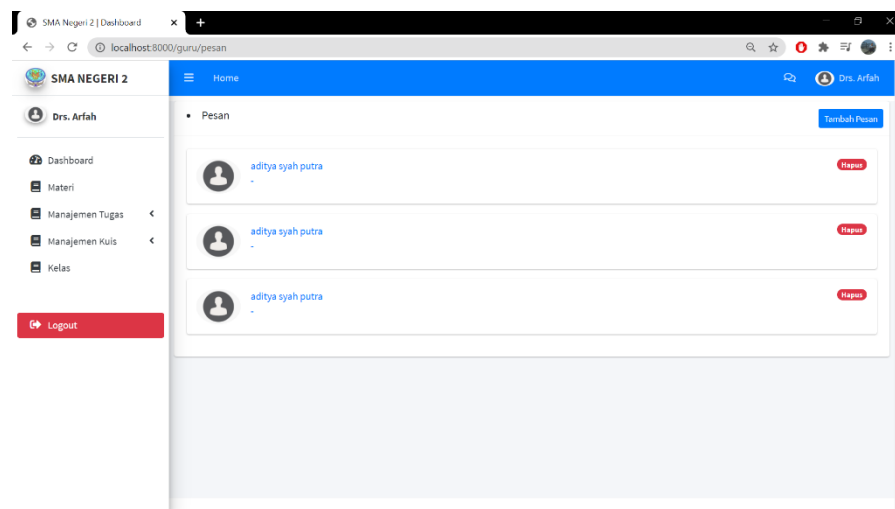 SMA Negeri 2 | Dashboard
localhost:8000/guru/pesan
SMA NEGERI 2
Home
Drs. Arfah
Drs. Arfah
• Pesan
Tambah Pesan
Dashboard
Materi
Manajemen Tugas
Manajemen Kuis
Kelas
Logout
aditya syah putra
-
Hapus
aditya syah putra
-
Hapus
aditya syah putra
-
Hapus